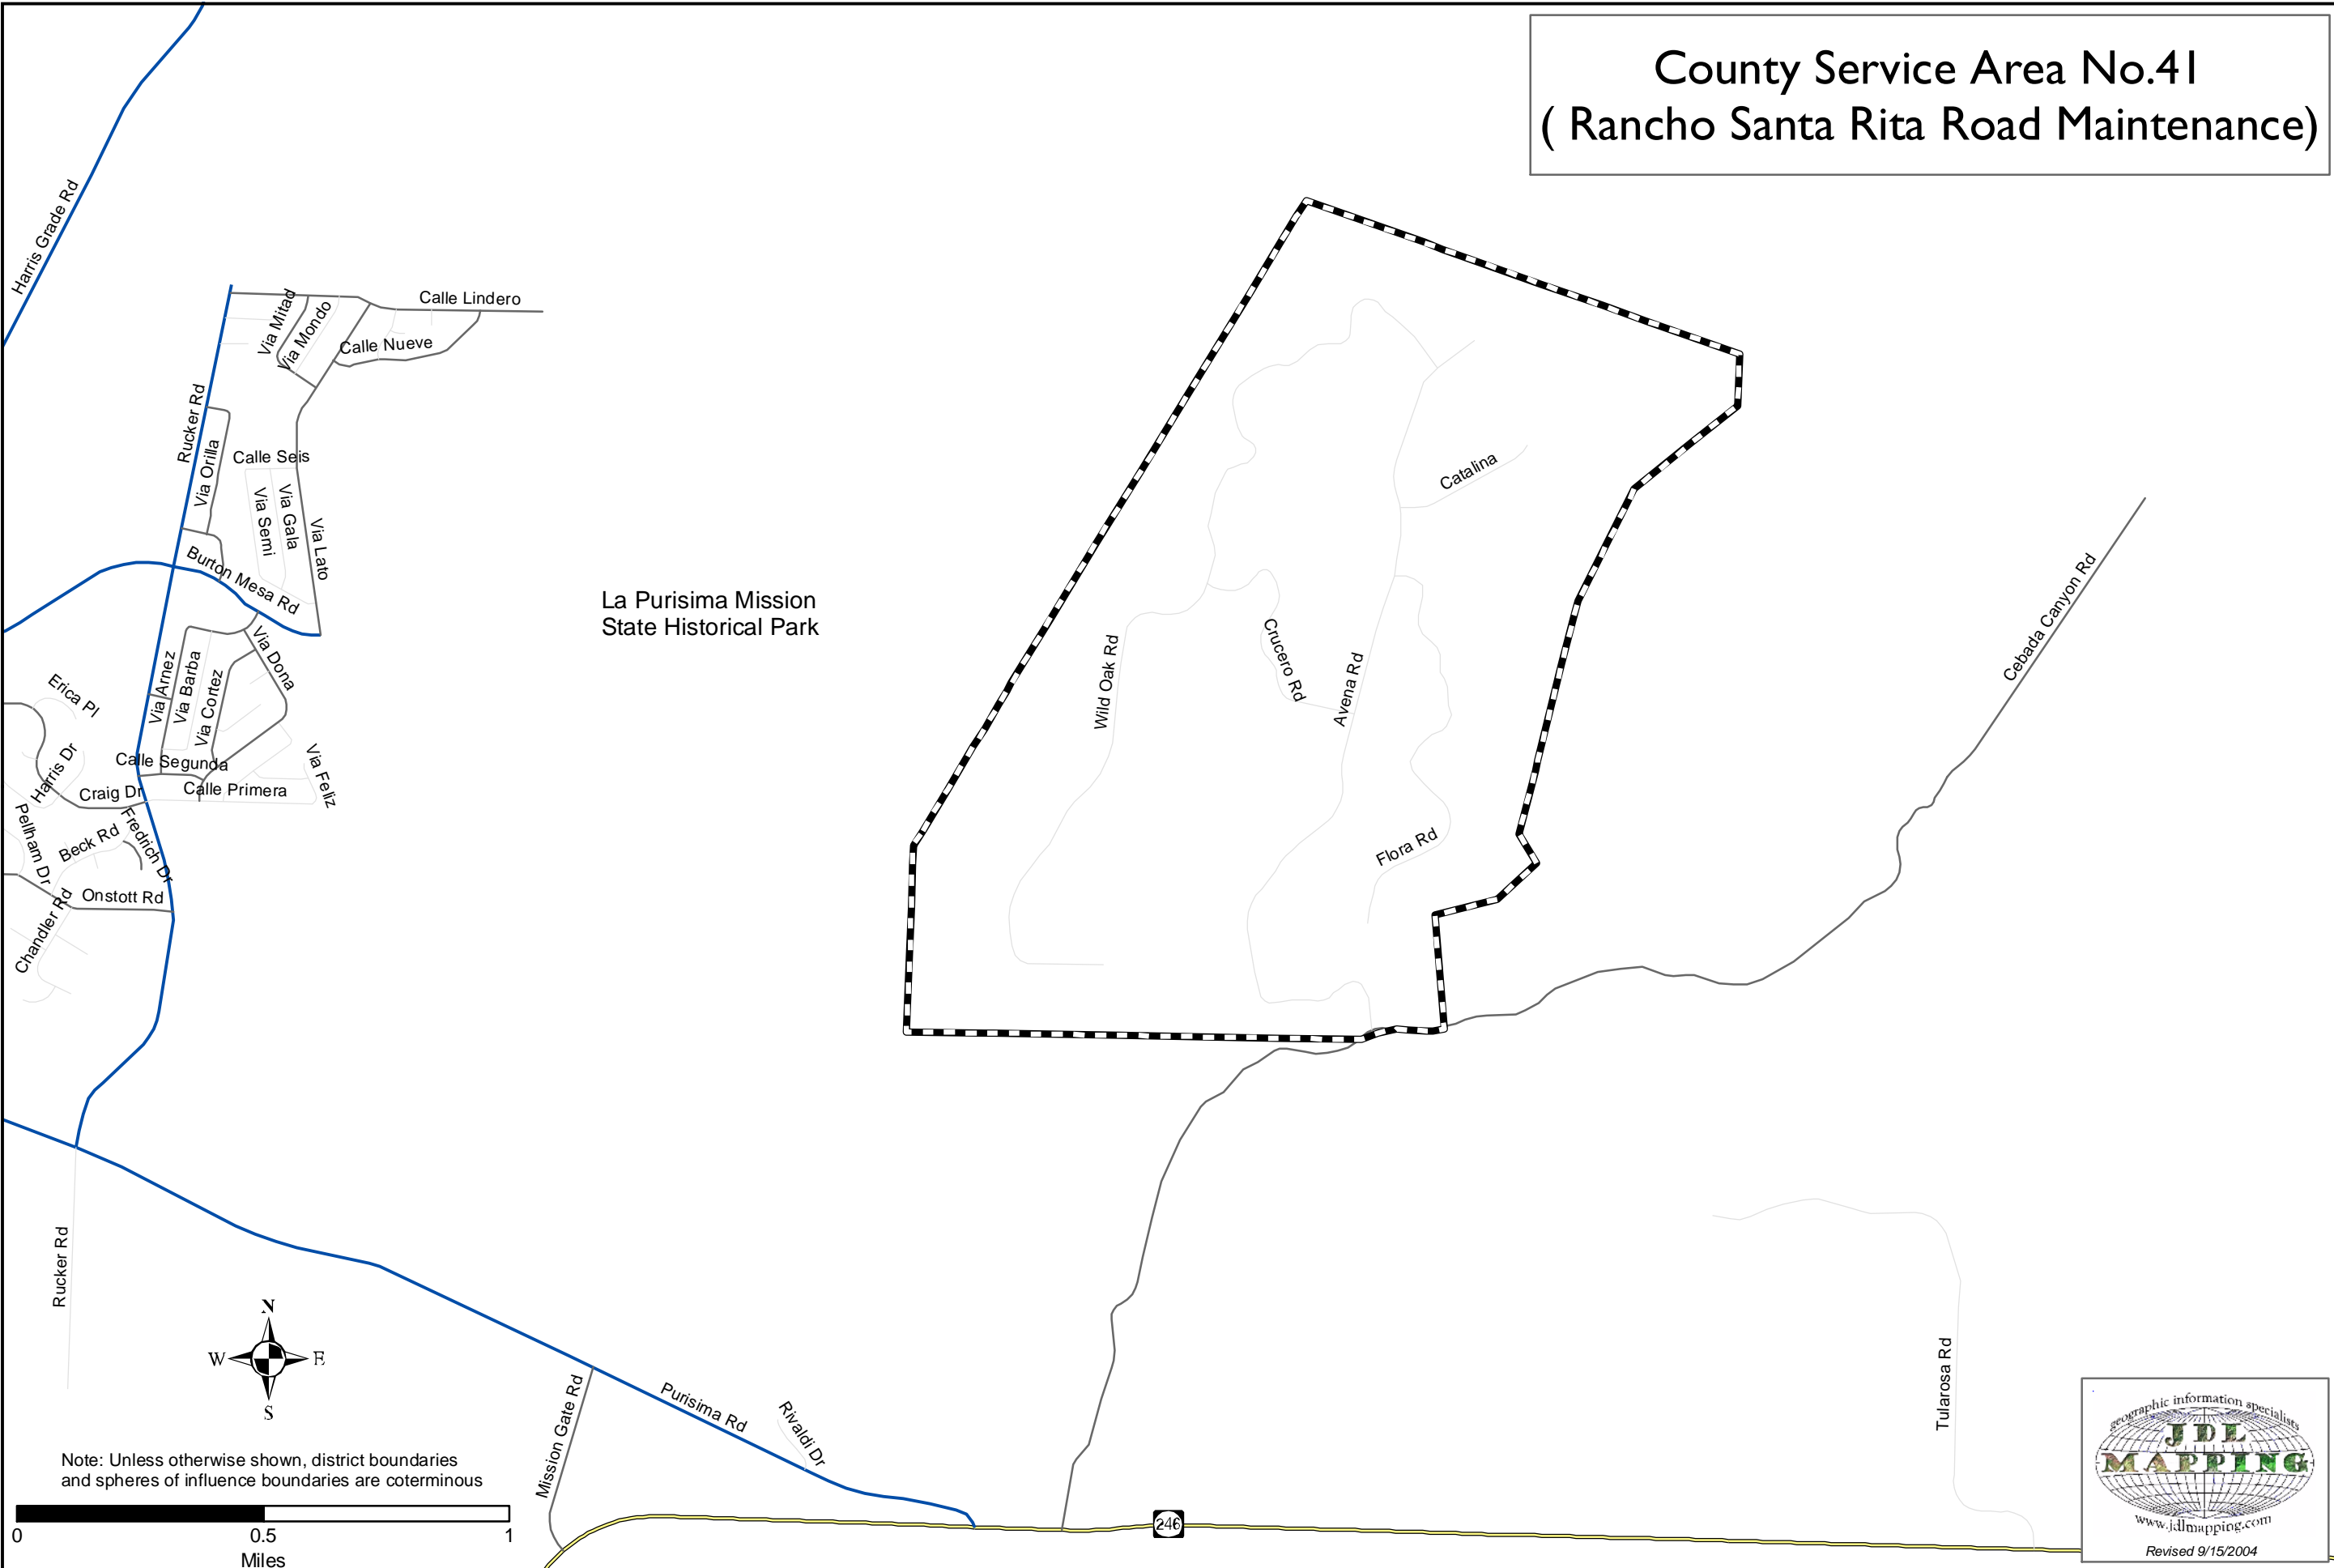 County Service Area No.41
( Rancho Santa Rita Road Maintenance)
Harris Grade Rd
Calle Lindero
Via Mitad
Via Mondo
Calle Nueve
Rucker Rd
Via Orilla
Calle Seis
Via Semi
Via Gala
Via Lato
Burton Mesa Rd
Catalina
Cebada Canyon Rd
La Purisima Mission
State Historical Park
Wild Oak Rd
Crucero Rd
Avena Rd
Flora Rd
Via Dona
Via Arnez
Via Barba
Via Cortez
Erica Pl
Harris Dr
Calle Segunda
Via Feliz
Craig Dr
Calle Primera
Pellham Dr
Beck Rd
Fredrich Dr
Onstott Rd
Chandler Rd
Rucker Rd
N
W
E
S
Mission Gate Rd
Purisima Rd
Rivaldi Dr
Tularosa Rd
246
Note: Unless otherwise shown, district boundaries
and spheres of influence boundaries are coterminous
0 0.5 1
Miles
geographic information specialists
JDL
MAPPING
www.jdlmapping.com
Revised 9/15/2004